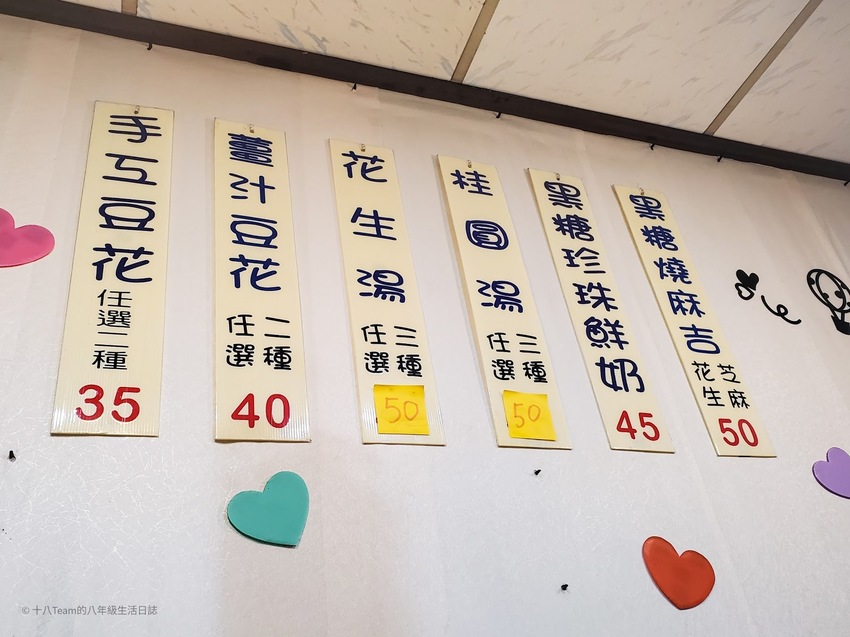 手工豆花
任選二種
35
薑汁豆花
二種
任選
40
花生湯
三種
任選
50
桂圓湯
三種
任選
50
黑糖珍珠鮮奶
45
黑糖燒麻吉
芝麻
花生
50
© 十八Team的八年級生活日誌